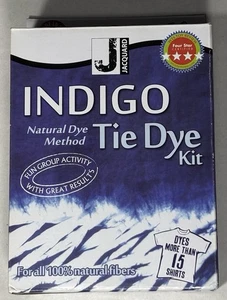 J
JACQUARD
Four Star
INDIGO
Natural Dye
Method
Tie Dye
Kit
FUN GROUP ACTIVITY
WITH GREAT RESULTS
DYES
MORE THAN
15
SHIRTS
For all 100% natural fibers